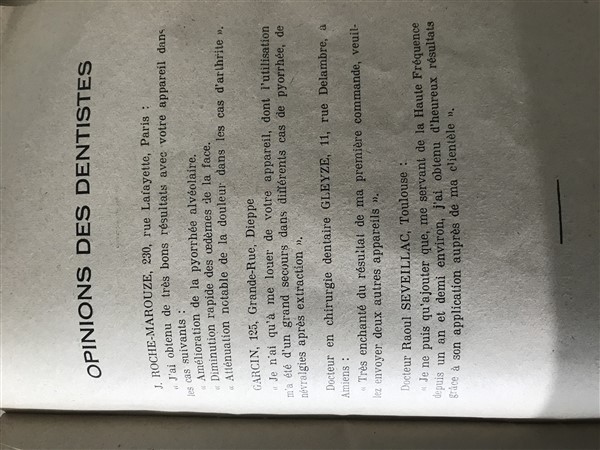 OPINIONS DES DENTISTES
J. ROCHE-MAROUZE, 230, rue Lafayette, Paris :
« J'ai obtenu de très bons résultats avec votre appareil dans
les cas suivants :
« Amélioration de la pyorrhée alvéolaire.
« Diminution rapide des œdèmes de la face.
« Atténuation notable de la douleur dans les cas d'arthrite ».
GARCIN, 125, Grande-Rue, Dieppe
« Je n'ai qu'à me louer de votre appareil, dont l'utilisation
m'a été d'un grand secours dans différents cas de pyorrhée, de
névralgies après extraction ».
Docteur en chirurgie dentaire GLEYZE, 11, rue Delambre, à
Amiens :
« Très enchanté du résultat de ma première commande, veuil-
lez envoyer deux autres appareils ».
Docteur Raoul SEVEILLAC, Toulouse :
« Je ne puis qu'ajouter que, me servant de la Haute Fréquence
depuis un an et demi environ, j'ai obtenu d'heureux résultats
grâce à son application auprès de ma clientèle ».